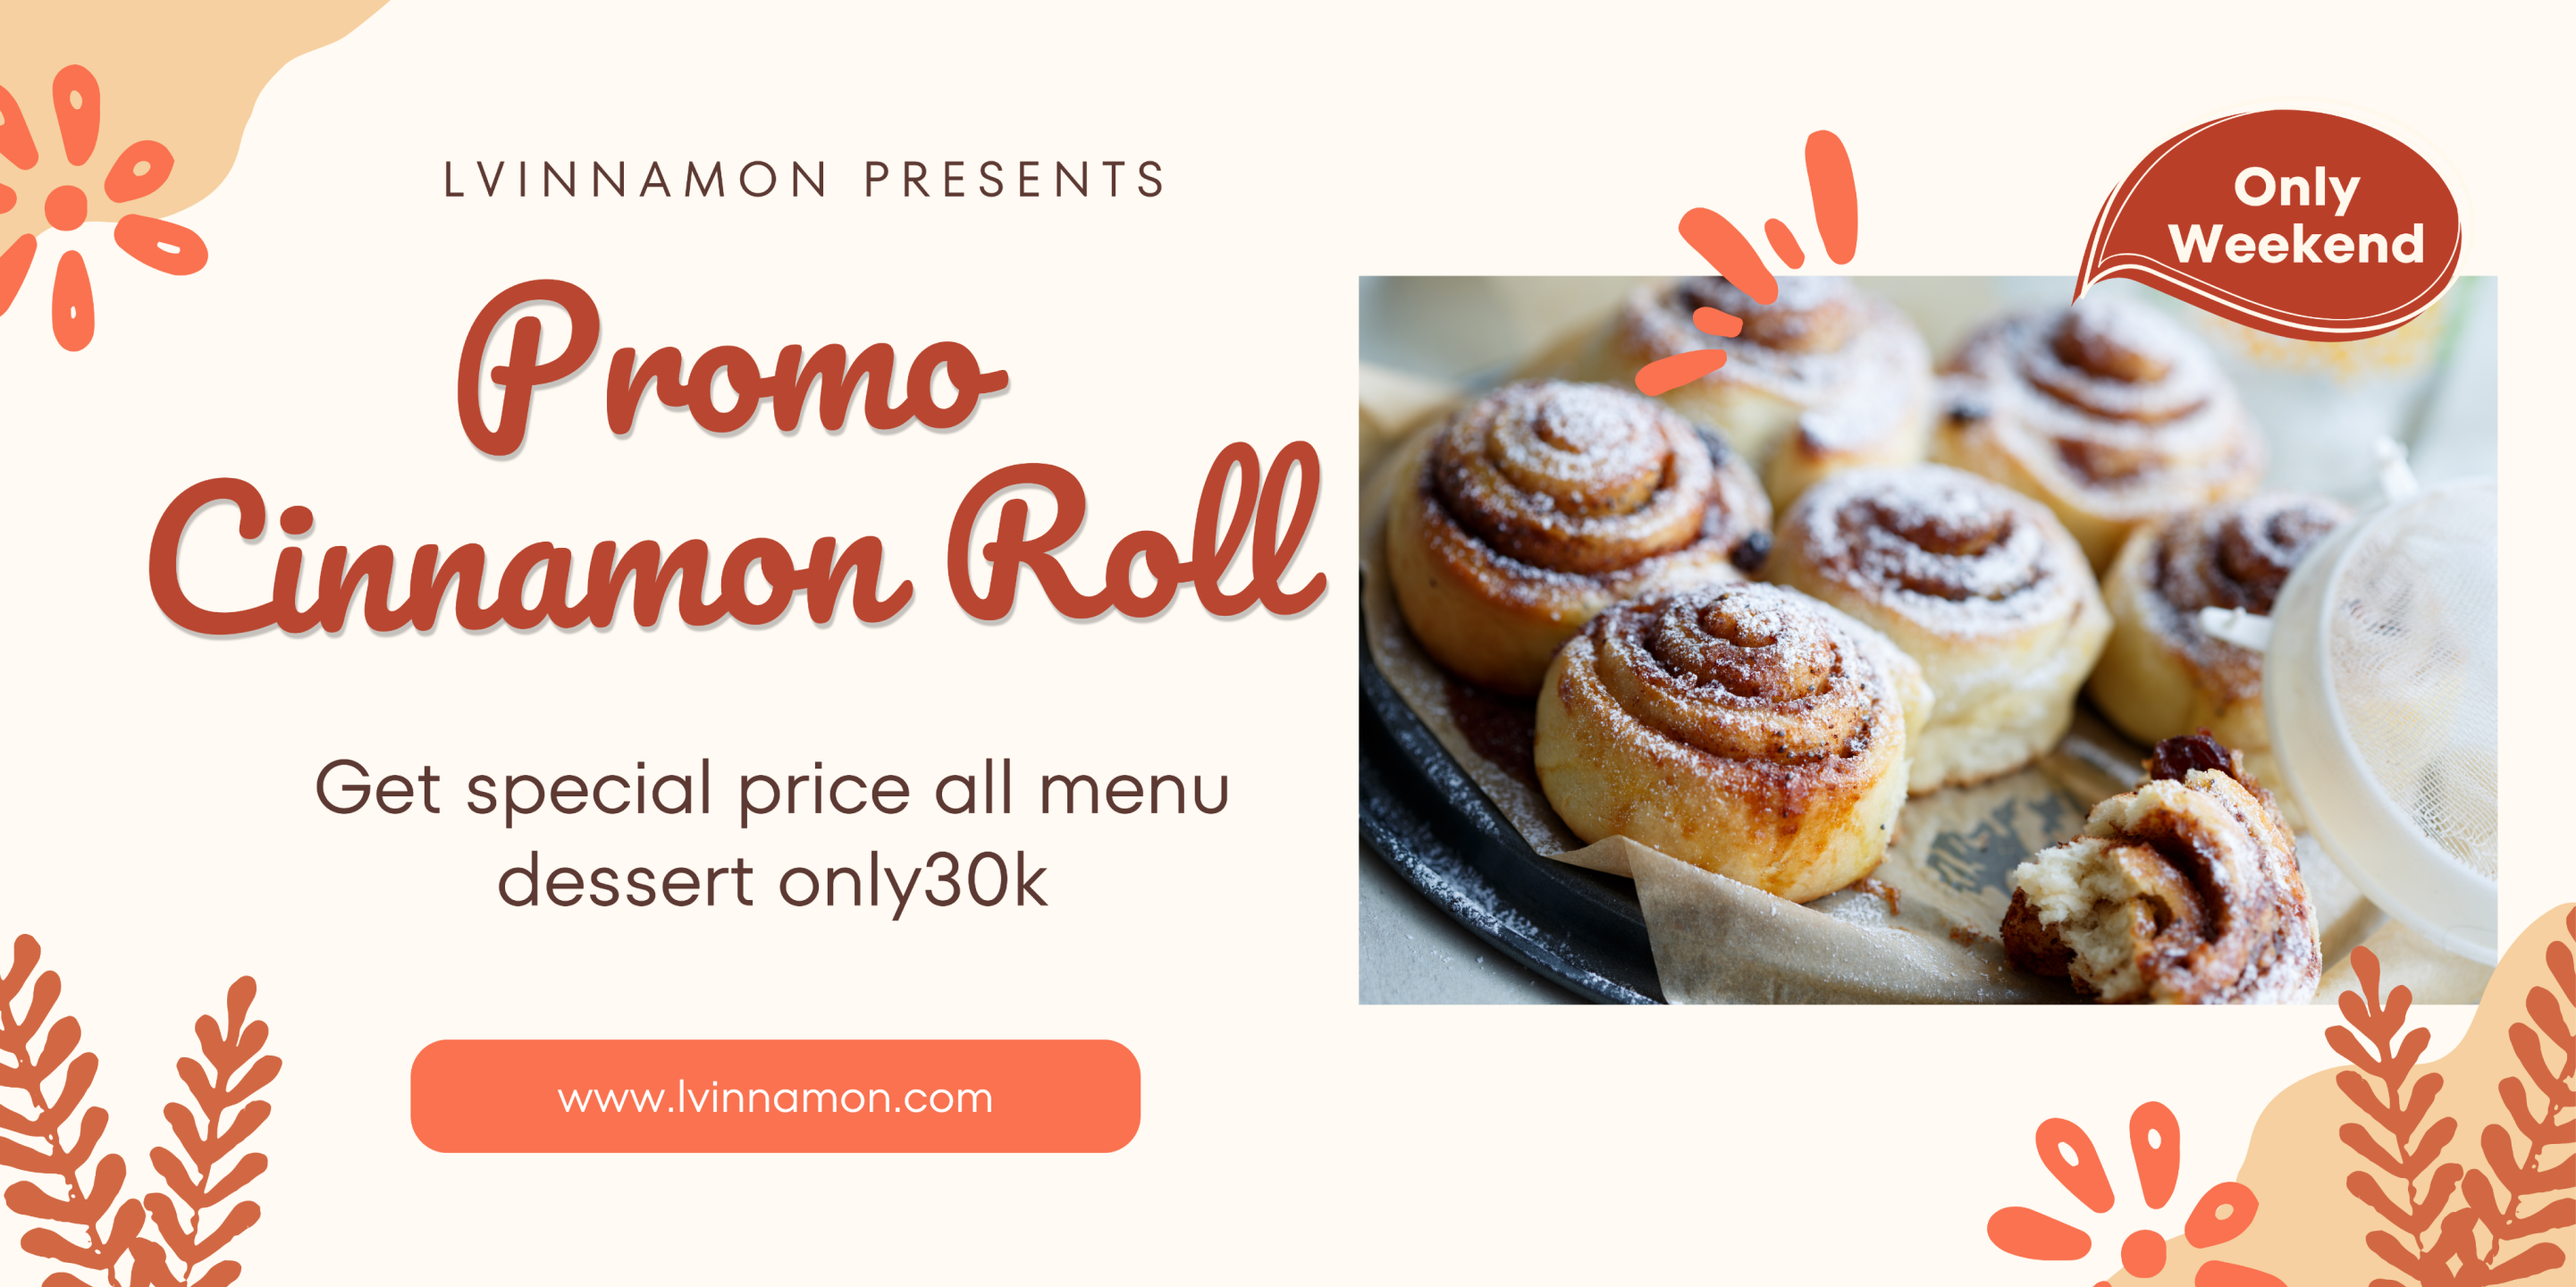 LVINNAMON PRESENTS
Promo
Cinnamon Roll
Get special price all menu
dessert only30k
www.lvinnamon.com
Only
Weekend